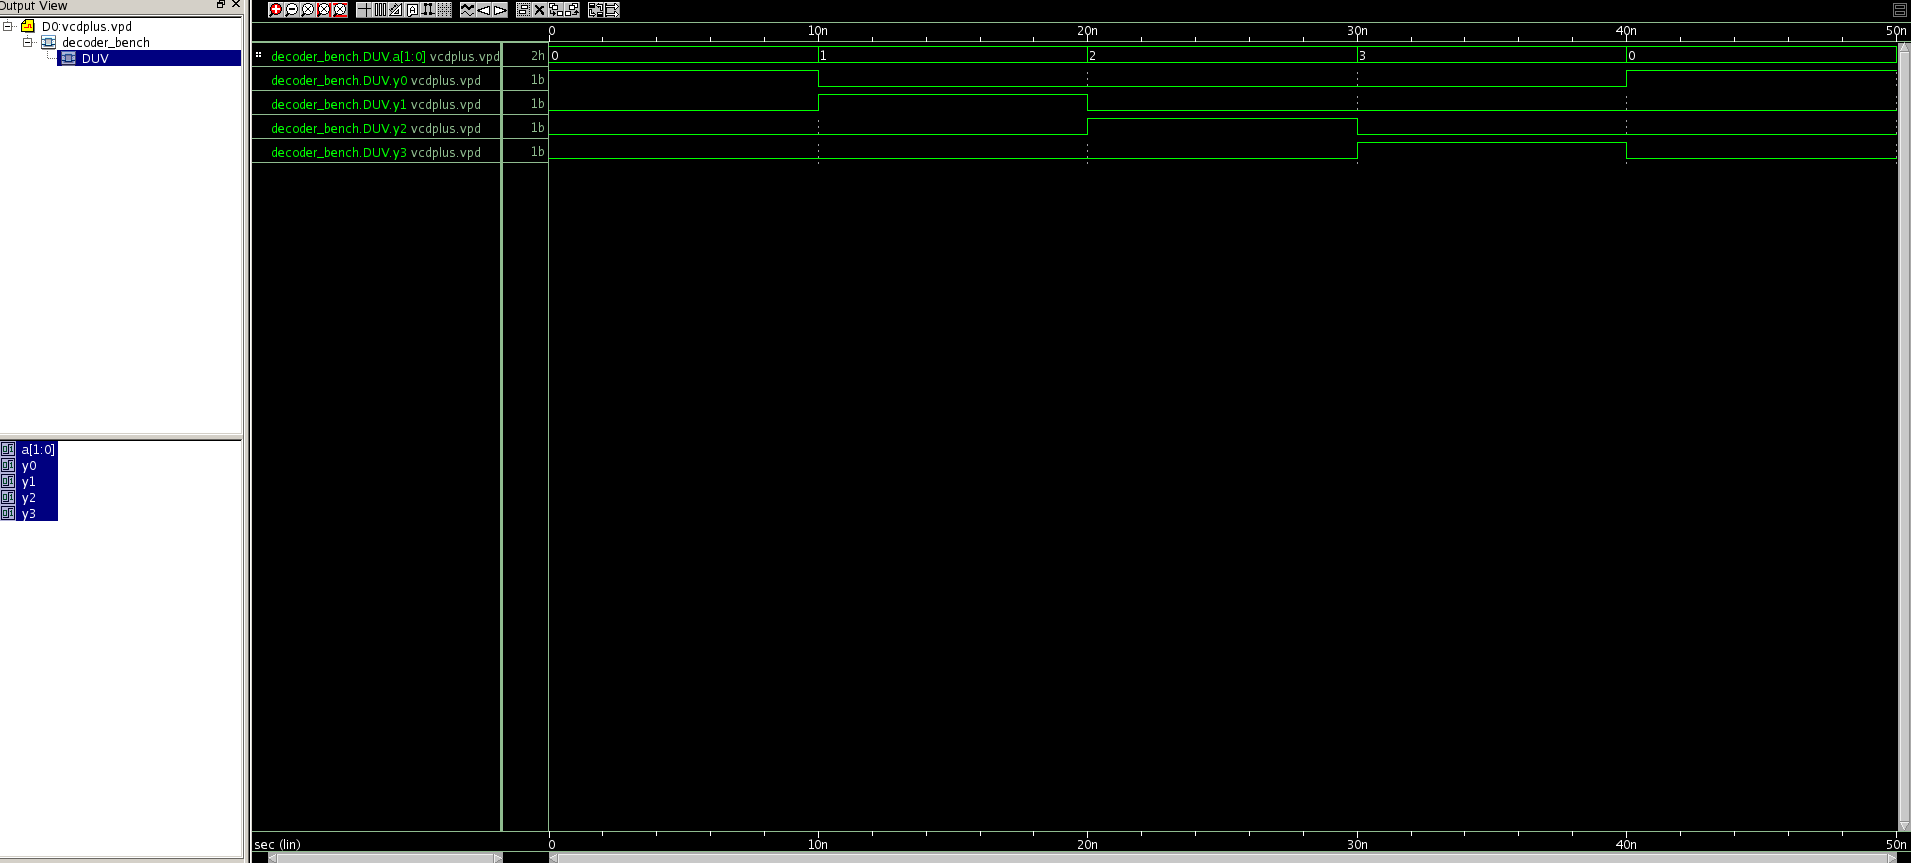 Output View
D0:vcdplus.vpd
decoder_bench
DUV
a[1:0]
y0
y1
y2
y3
0 10n 20n 30n 40n 50n
decoder_bench.DUV.a[1:0] vcdplus.vpd 2h 0 1 2 3 0
decoder_bench.DUV.y0 vcdplus.vpd 1b
decoder_bench.DUV.y1 vcdplus.vpd 1b
decoder_bench.DUV.y2 vcdplus.vpd 1b
decoder_bench.DUV.y3 vcdplus.vpd 1b
sec (lin) 0 10n 20n 30n 40n 50n